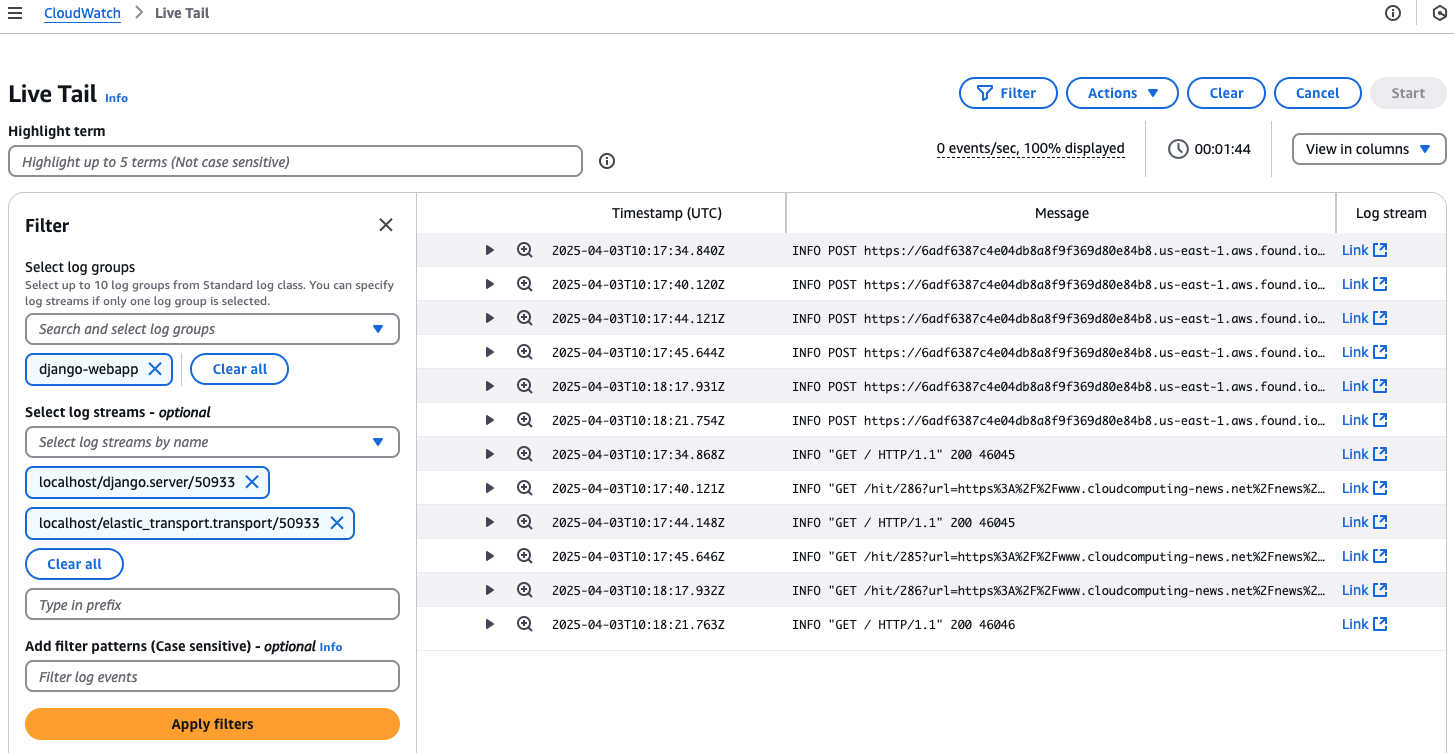 CloudWatch > Live Tail
Live Tail Info
Filter
Actions
Clear
Cancel
Start
Highlight term
Highlight up to 5 terms (Not case sensitive)
0 events/sec, 100% displayed
00:01:44
View in columns
Filter
Select log groups
Select up to 10 log groups from Standard log class. You can specify
log streams if only one log group is selected.
Search and select log groups
django-webapp
Clear all
Select log streams - optional
Select log streams by name
localhost/django.server/50933
localhost/elastic_transport.transport/50933
Clear all
Type in prefix
Add filter patterns (Case sensitive) - optional Info
Filter log events
Apply filters
Timestamp (UTC) Message Log stream
2025-04-03T10:17:34.840Z INFO POST https://6adf6387c4e04db8a8f9f369d80e84b8.us-east-1.aws.found.io… Link
2025-04-03T10:17:40.120Z INFO POST https://6adf6387c4e04db8a8f9f369d80e84b8.us-east-1.aws.found.io… Link
2025-04-03T10:17:44.121Z INFO POST https://6adf6387c4e04db8a8f9f369d80e84b8.us-east-1.aws.found.io… Link
2025-04-03T10:17:45.644Z INFO POST https://6adf6387c4e04db8a8f9f369d80e84b8.us-east-1.aws.found.io… Link
2025-04-03T10:18:17.931Z INFO POST https://6adf6387c4e04db8a8f9f369d80e84b8.us-east-1.aws.found.io… Link
2025-04-03T10:18:21.754Z INFO POST https://6adf6387c4e04db8a8f9f369d80e84b8.us-east-1.aws.found.io… Link
2025-04-03T10:17:34.868Z INFO "GET / HTTP/1.1" 200 46045 Link
2025-04-03T10:17:40.121Z INFO "GET /hit/286?url=https%3A%2F%2Fwww.cloudcomputing-news.net%2Fnews%2… Link
2025-04-03T10:17:44.148Z INFO "GET / HTTP/1.1" 200 46045 Link
2025-04-03T10:17:45.646Z INFO "GET /hit/285?url=https%3A%2F%2Fwww.cloudcomputing-news.net%2Fnews%2… Link
2025-04-03T10:18:17.932Z INFO "GET /hit/286?url=https%3A%2F%2Fwww.cloudcomputing-news.net%2Fnews%2… Link
2025-04-03T10:18:21.763Z INFO "GET / HTTP/1.1" 200 46046 Link